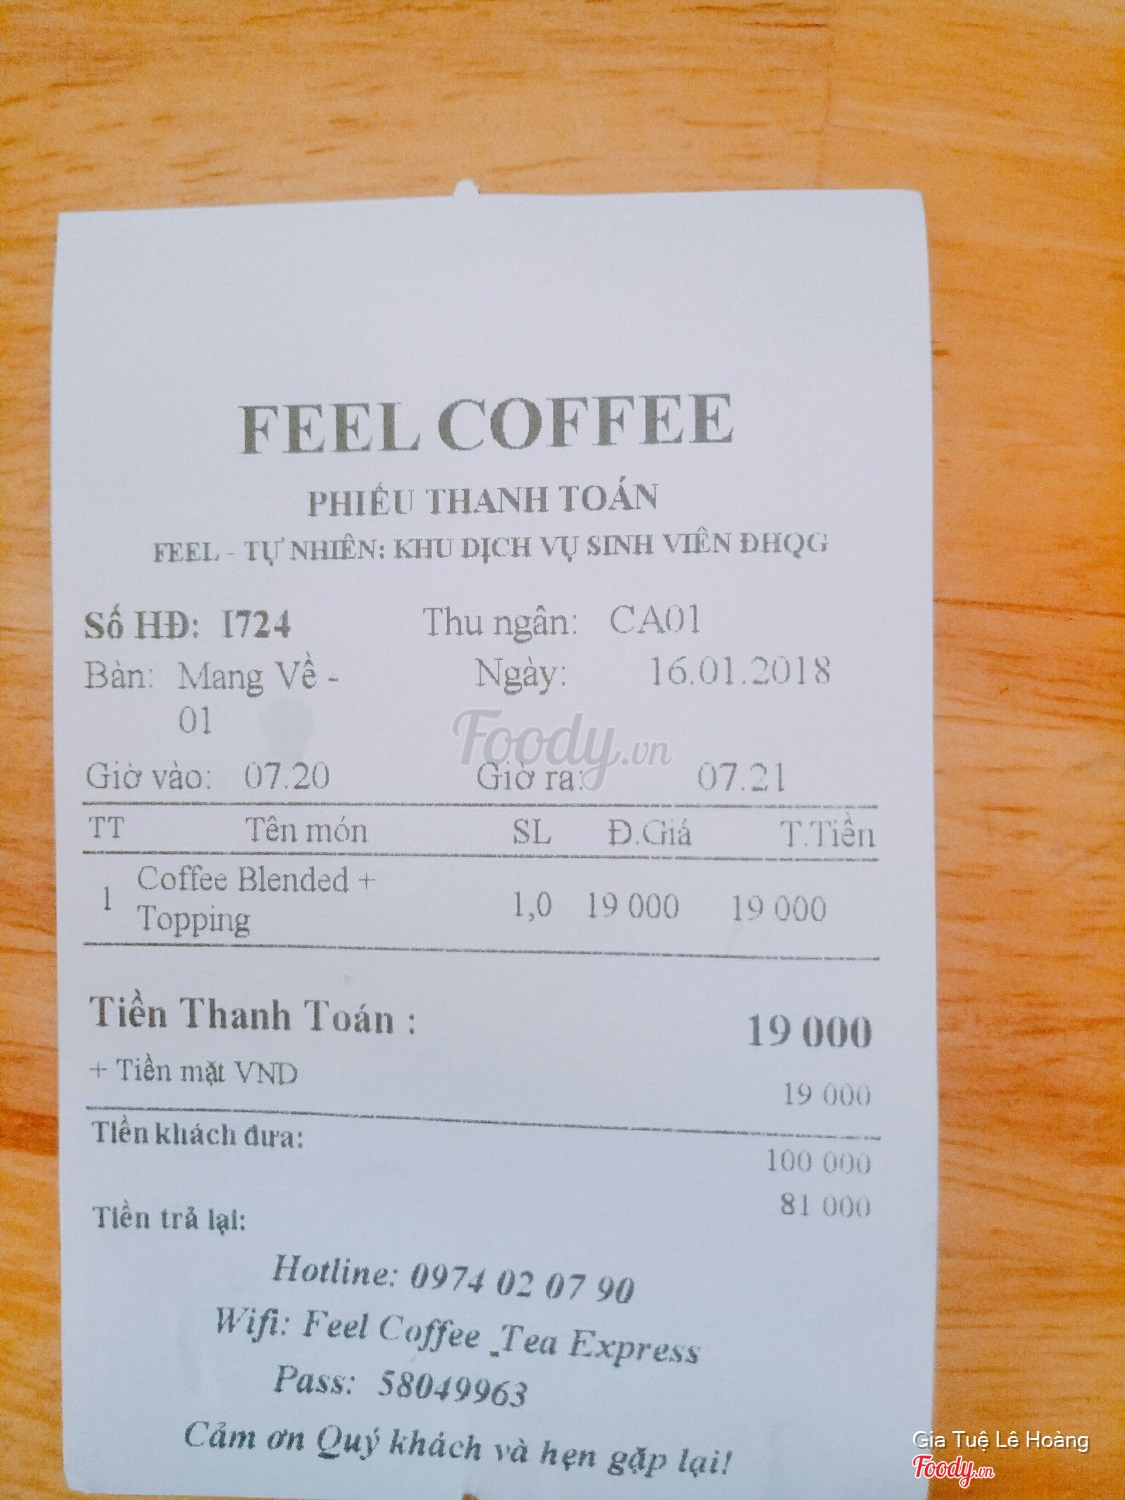 FEEL COFFEE
PHIẾU THANH TOÁN
FEEL - TỰ NHIÊN: KHU DỊCH VỤ SINH VIÊN ĐHQG
Số HĐ: I724 Thu ngân: CA01
Bàn: Mang Về - Ngày: 16.01.2018
01
Foody.vn
Giờ vào: 07.20 Giờ ra: 07.21
TT Tên món SL Đ.Giá T.Tiền
Coffee Blended +
1 Topping 1,0 19 000 19 000
Tiền Thanh Toán : 19 000
+ Tiền mặt VND 19 000
Tiền khách đưa: 100 000
Tiền trả lại: 81 000
Hotline: 0974 02 07 90
Wifi: Feel Coffee _Tea Express
Pass: 58049963
Cảm ơn Quý khách và hẹn gặp lại!
Gia Tuệ Lê Hoàng
Foody.vn